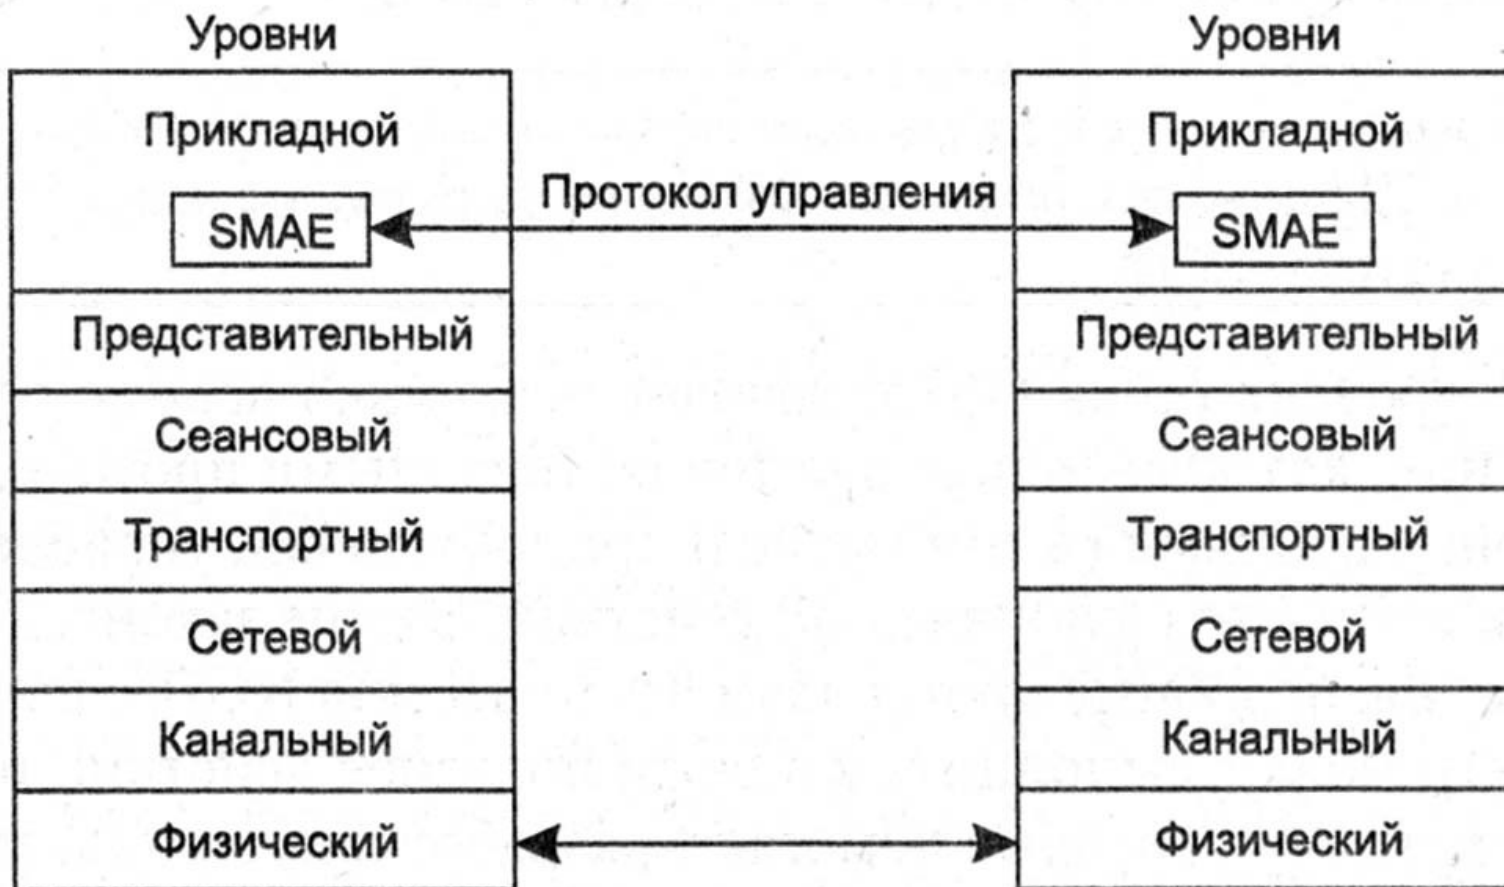 Уровни
Уровни
Прикладной
Прикладной
Протокол управления
SMAE
SMAE
Представительный
Представительный
Сеансовый
Сеансовый
Транспортный
Транспортный
Сетевой
Сетевой
Канальный
Канальный
Физический
Физический